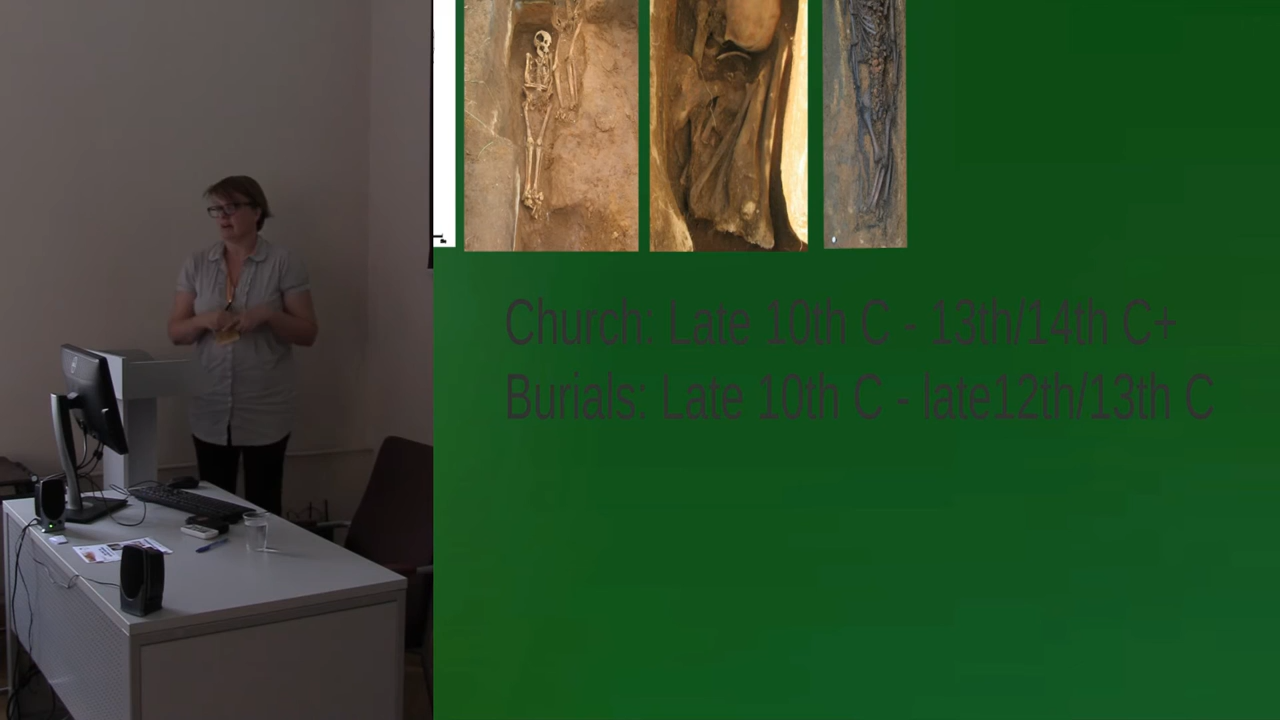 Church: Late 10th C - 13th/14th C+
Burials: Late 10th C - late12th/13th C